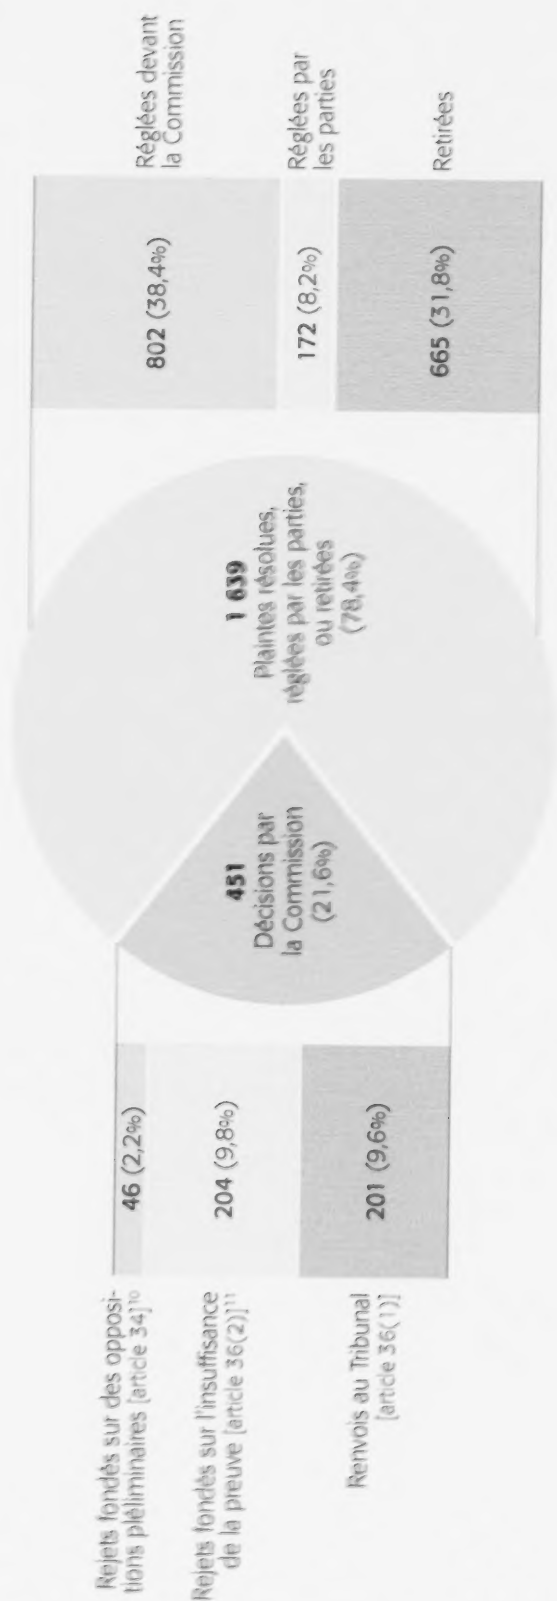 Rejets fondés sur des opposi-
tions préliminaires [article 34]¹⁰
46 (2,2%)
Rejets fondés sur l'insuffisance
de la preuve [article 36(2)]¹¹
204 (9,8%)
Renvois au Tribunal
[article 36(1)]
201 (9,6%)
451
Décisions par
la Commission
(21,6%)
1 639
Plaintes résolues,
réglées par les parties,
ou retirées
(78,4%)
802 (38,4%)
Réglées devant
la Commission
172 (8,2%)
Réglées par
les parties
665 (31,8%)
Retirées